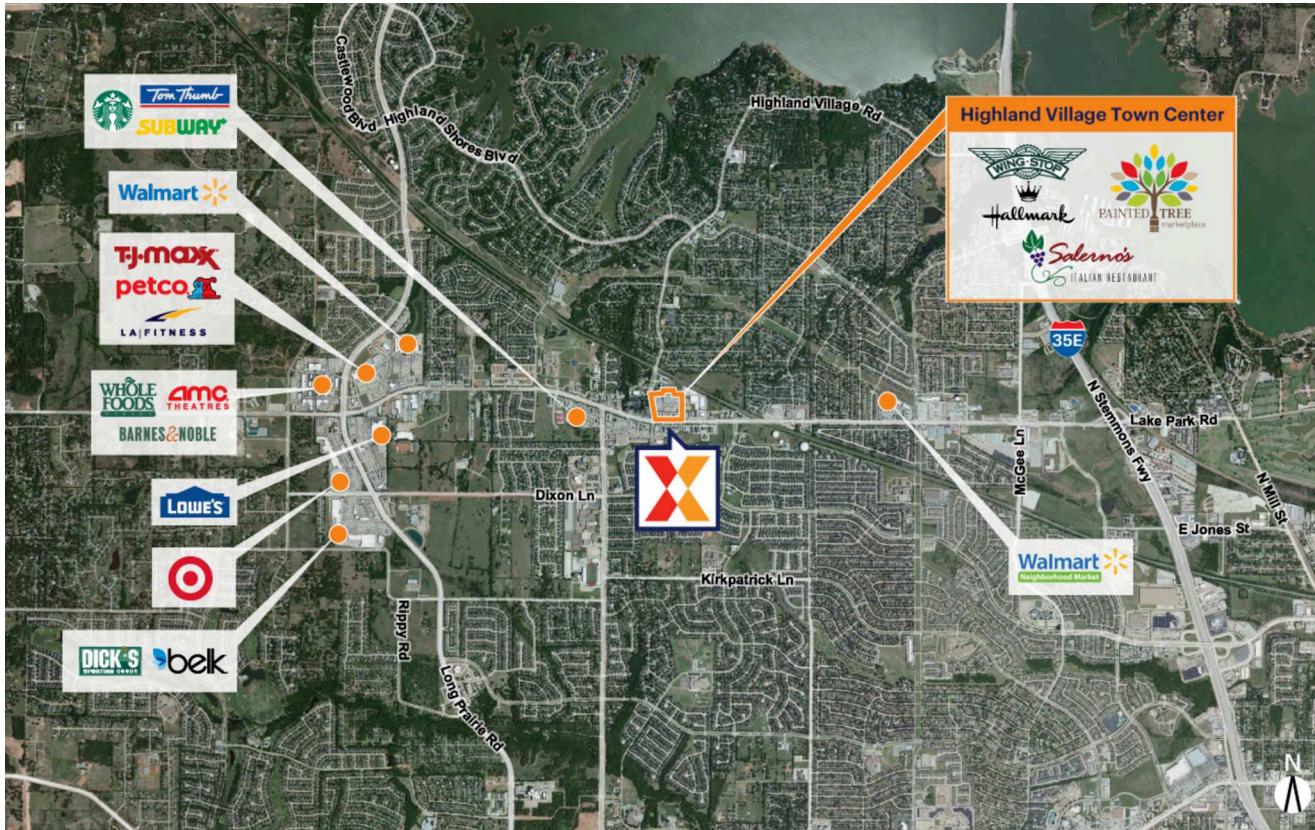 Castlewood Blvd
Highland Shores Blvd
Highland Village Rd
Tom Thumb
SUBWAY
Walmart
T.J.maxx
petco
LA|FITNESS
WHOLE
FOODS
amc
THEATRES
BARNES&NOBLE
LOWE'S
DICK'S
SPORTING GOODS
belk
Highland Village Town Center
WING·STOP
Hallmark
PAINTED TREE
marketplace
Salerno's
ITALIAN RESTAURANT
35E
N Stemmons Fwy
Lake Park Rd
McGee Ln
N Mill St
E Jones St
Dixon Ln
Kirkpatrick Ln
Rippy Rd
Long Prairie Rd
Walmart
Neighborhood Market
N